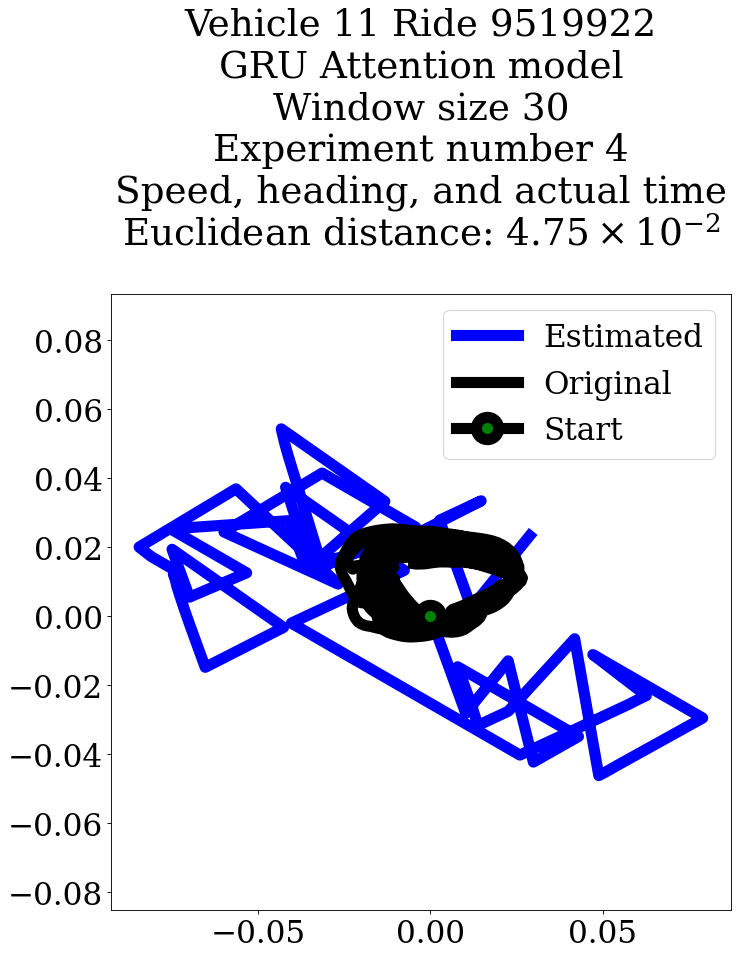 Vehicle 11 Ride 9519922
GRU Attention model
Window size 30
Experiment number 4
Speed, heading, and actual time
Euclidean distance: 4.75 × 10⁻²
Estimated
Original
Start
0.08
0.06
0.04
0.02
0.00
−0.02
−0.04
−0.06
−0.08
−0.05
0.00
0.05